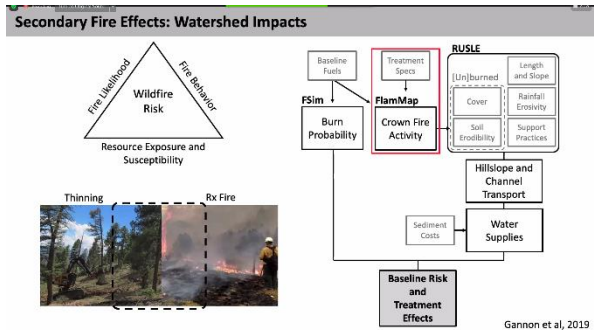 Secondary Fire Effects: Watershed Impacts
Fire Likelihood
Fire Behavior
Wildfire
Risk
Resource Exposure and
Susceptibility
Thinning
Rx Fire
Baseline
Fuels
Treatment
Specs
FSim
FlamMap
Burn
Probability
Crown Fire
Activity
RUSLE
[Un]burned
Length
and Slope
Cover
Rainfall
Erosivity
Soil
Erodibility
Support
Practices
Hillslope and
Channel
Transport
Sediment
Costs
Water
Supplies
Baseline Risk
and
Treatment
Effects
Gannon et al, 2019